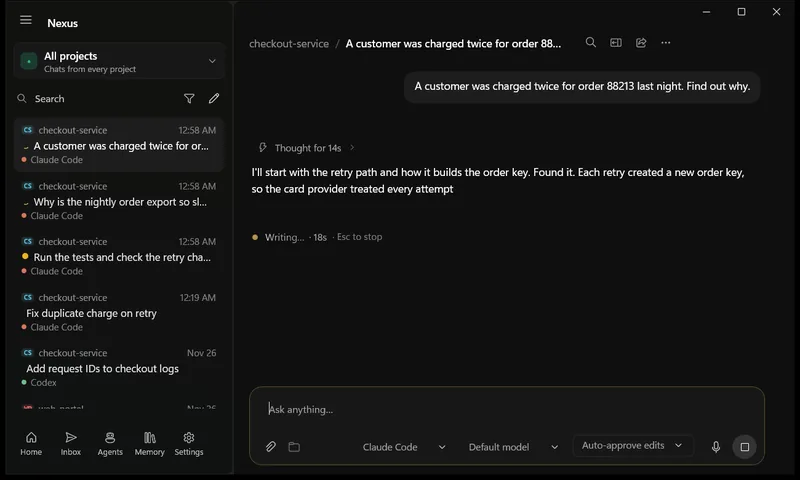 Nexus
All projects
Chats from every project
Search
CS checkout-service 12:58 AM
A customer was charged twice for or...
Claude Code
CS checkout-service 12:58 AM
Why is the nightly order export so sl...
Claude Code
CS checkout-service 12:58 AM
Run the tests and check the retry cha...
Claude Code
CS checkout-service 12:19 AM
Fix duplicate charge on retry
Claude Code
CS checkout-service Nov 26
Add request IDs to checkout logs
Codex
Home Inbox Agents Memory Settings
checkout-service / A customer was charged twice for order 88...
A customer was charged twice for order 88213 last night. Find out why.
Thought for 14s
I'll start with the retry path and how it builds the order key. Found it. Each retry created a new order key,
so the card provider treated every attempt
Writing... · 18s · Esc to stop
Ask anything...
Claude Code Default model Auto-approve edits